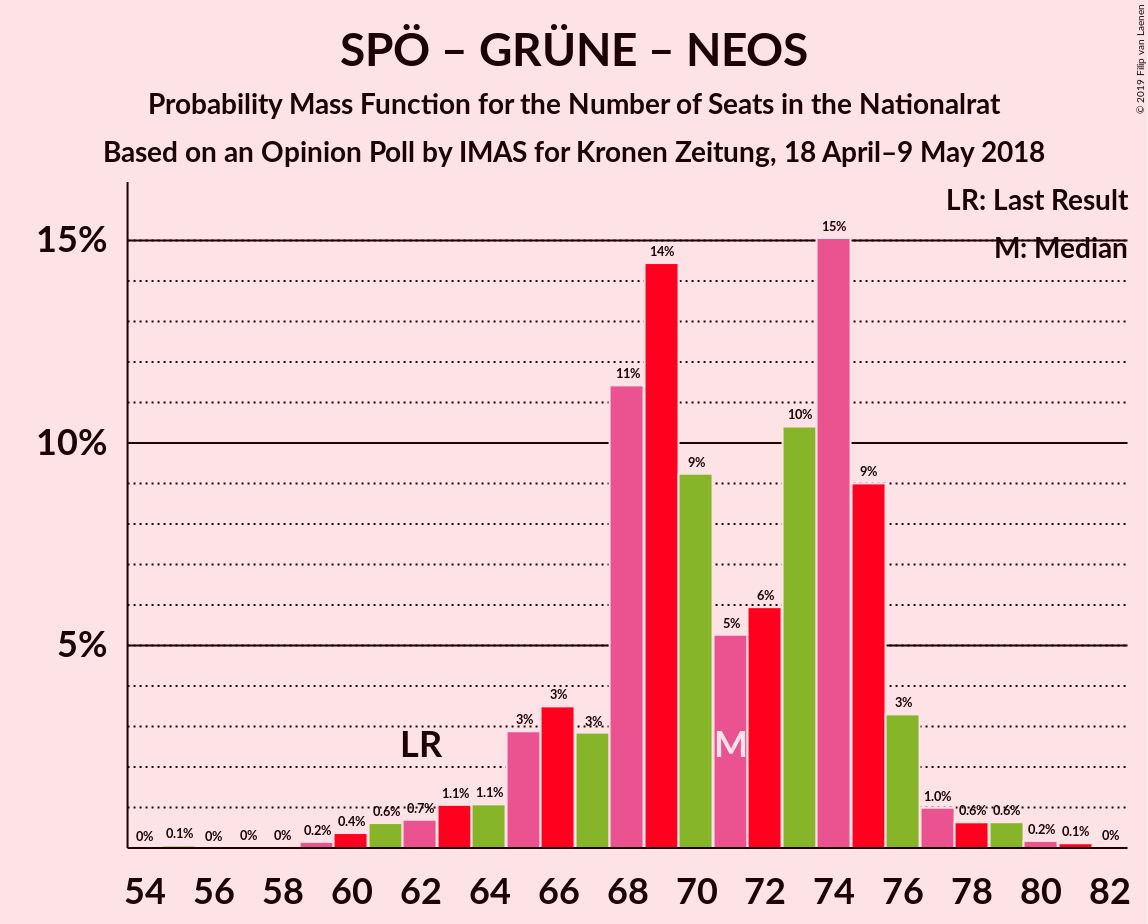 SPÖ – GRÜNE – NEOS
Probability Mass Function for the Number of Seats in the Nationalrat
Based on an Opinion Poll by IMAS for Kronen Zeitung, 18 April–9 May 2018
© 2019 Filip van Laenen
LR: Last Result
M: Median
15%
10%
5%
0% 0.1% 0% 0% 0% 0.2% 0.4% 0.6% 0.7% 1.1% 1.1% 3% 3% 3% 11% 14% 9% 5% 6% 10% 15% 9% 3% 1.0% 0.6% 0.6% 0.2% 0.1% 0%
LR
M
54 56 58 60 62 64 66 68 70 72 74 76 78 80 82